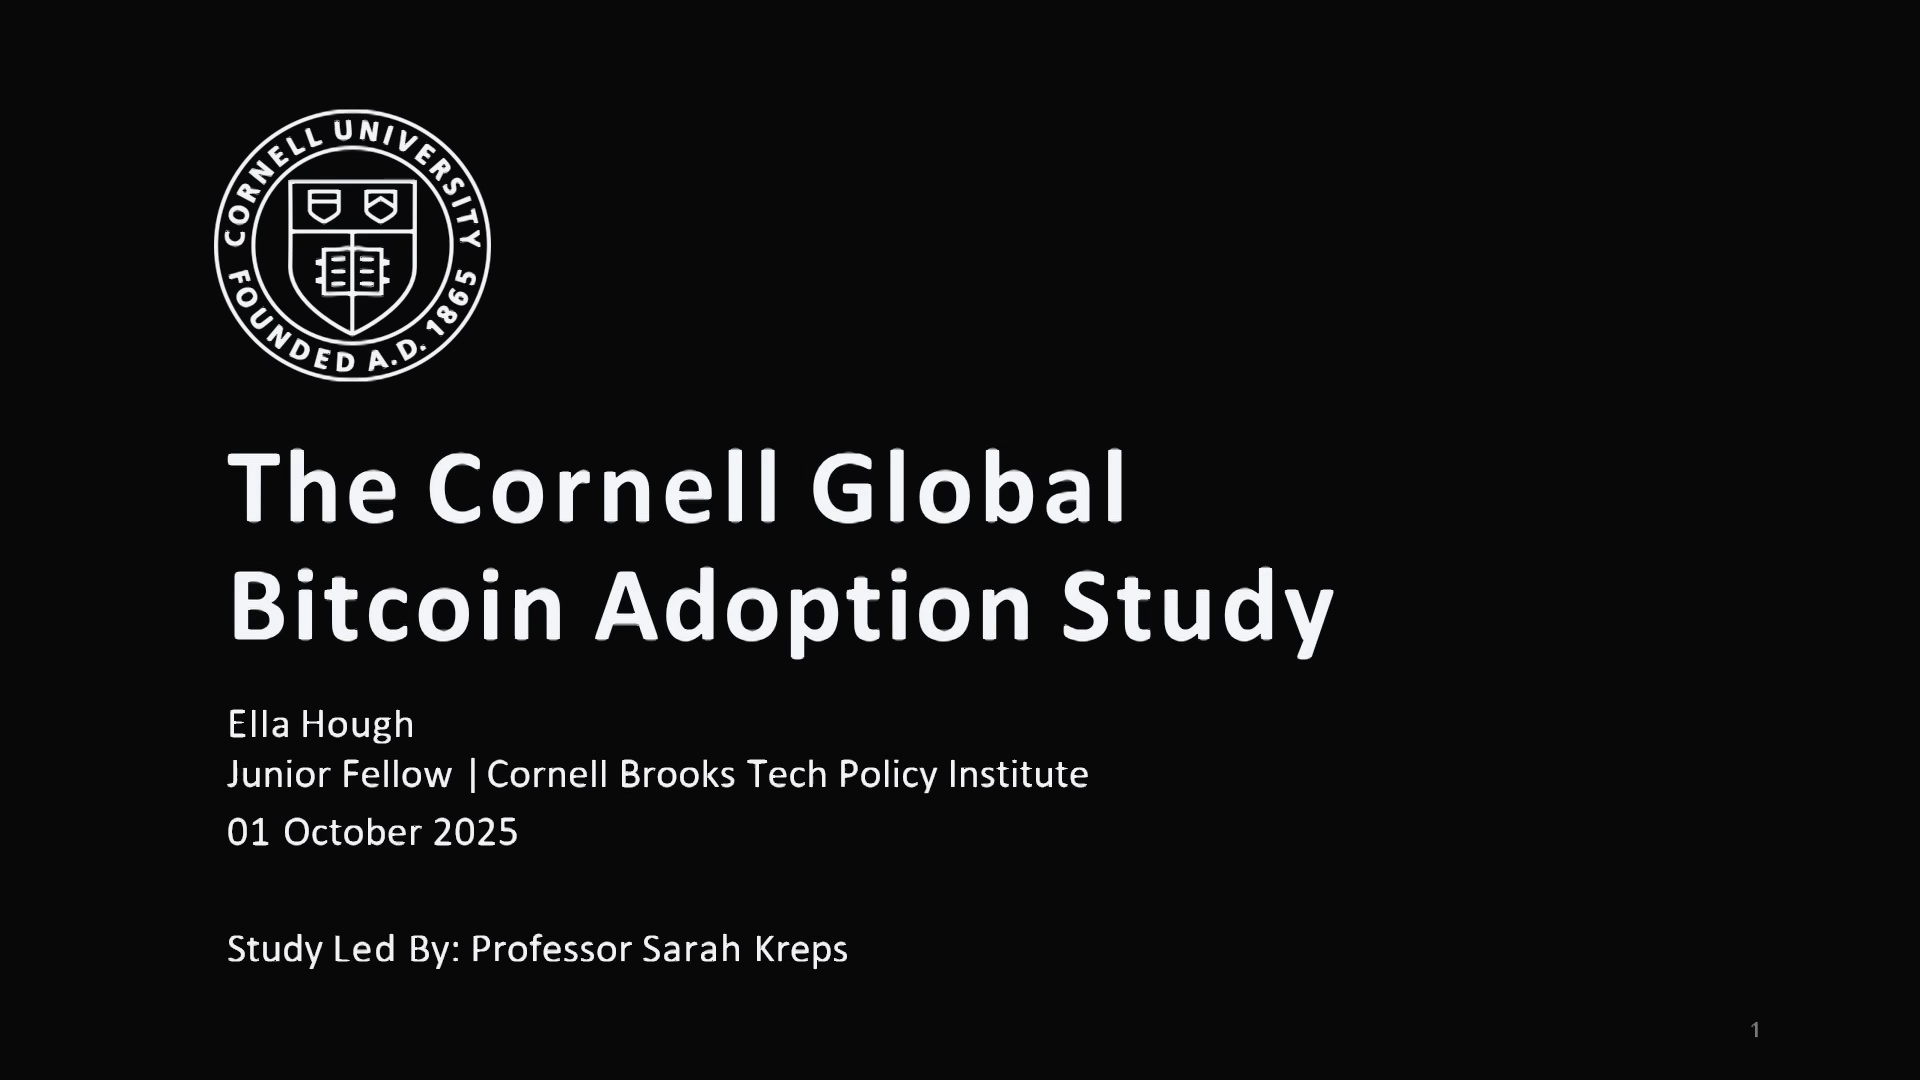 CORNELL UNIVERSITY
FOUNDED A.D. 1865
The Cornell Global
Bitcoin Adoption Study
Ella Hough
Junior Fellow | Cornell Brooks Tech Policy Institute
01 October 2025
Study Led By: Professor Sarah Kreps
1